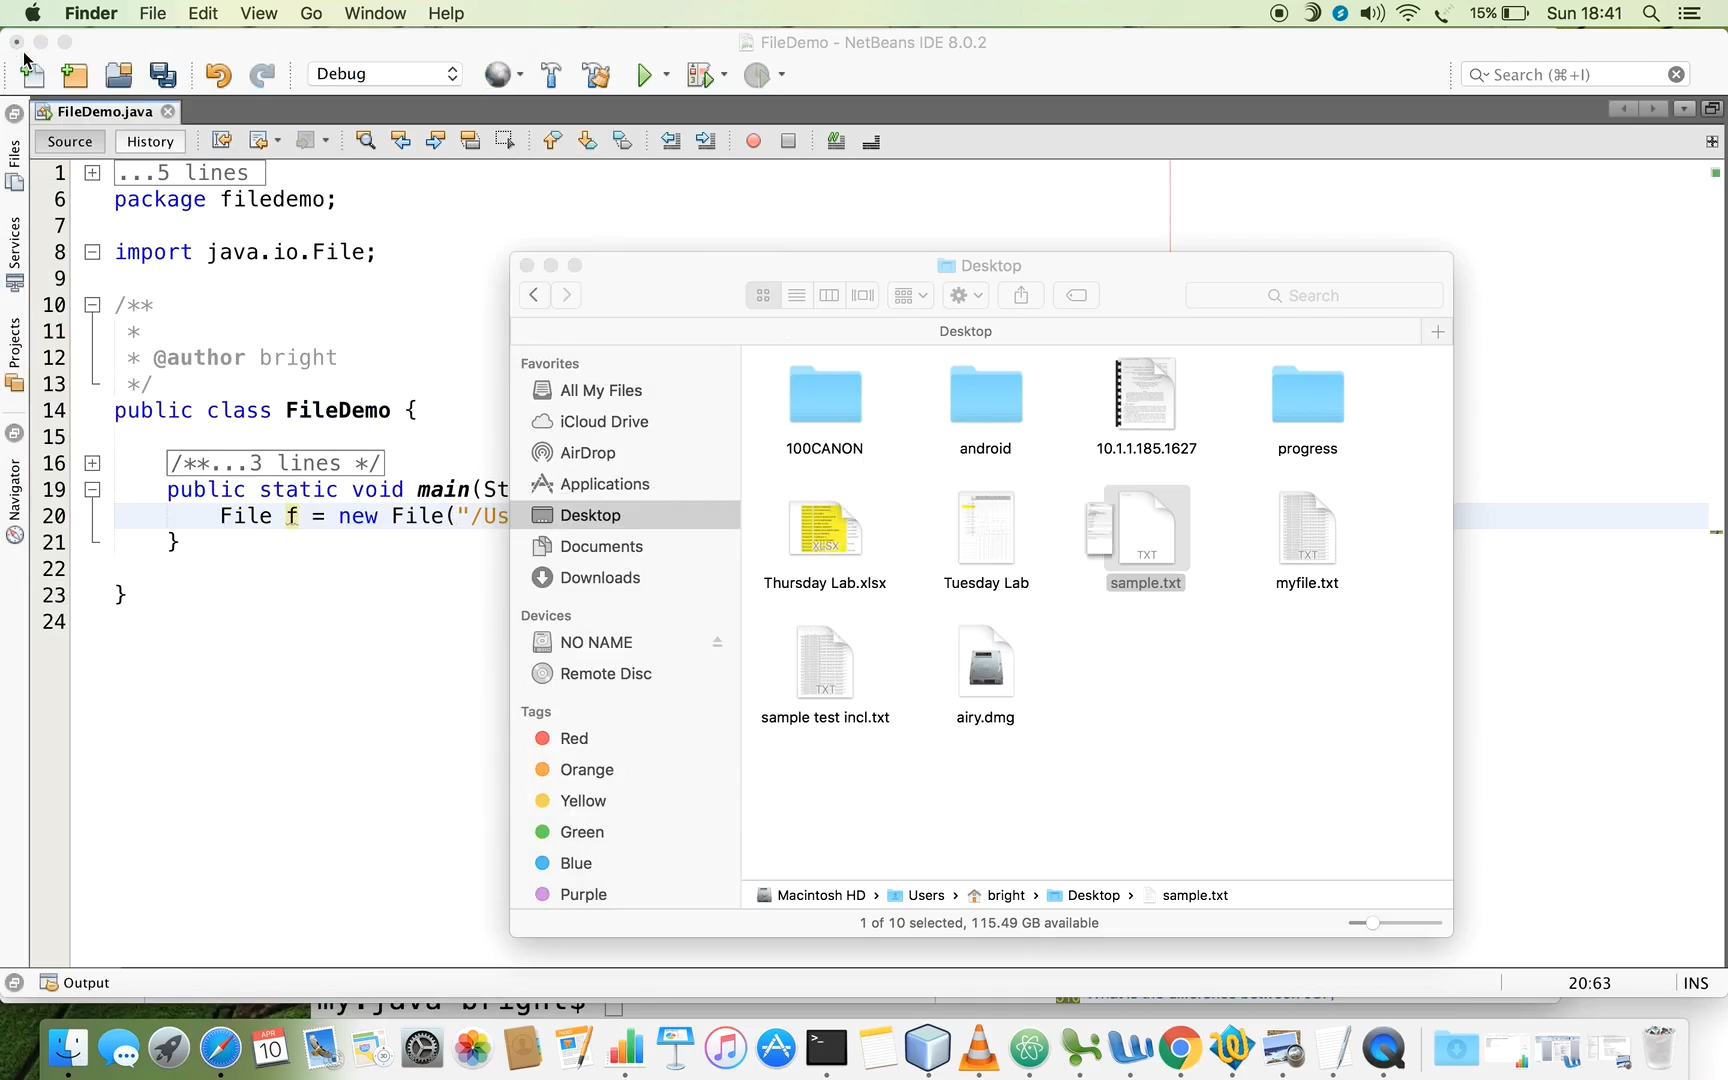 Finder File Edit View Go Window Help 15% Sun 18:41
FileDemo - NetBeans IDE 8.0.2
Debug Search (⌘+I)
FileDemo.java
Source History
Files
Services
Projects
Navigator
1 ...5 lines
6 package filedemo;
7
8 import java.io.File;
9
10 /**
11 *
12 * @author bright
13 */
14 public class FileDemo {
15
16 /**...3 lines */
19 public static void main(St
20 File f = new File("/Us
21 }
22
23 }
24
Desktop
Search
Desktop
Favorites
All My Files
iCloud Drive
AirDrop
Applications
Desktop
Documents
Downloads
Devices
NO NAME
Remote Disc
Tags
Red
Orange
Yellow
Green
Blue
Purple
100CANON android 10.1.1.185.1627 progress
XLSX TXT TXT
Thursday Lab.xlsx Tuesday Lab sample.txt myfile.txt
TXT
sample test incl.txt airy.dmg
Macintosh HD › Users › bright › Desktop › sample.txt
1 of 10 selected, 115.49 GB available
Output 20:63 INS
my.java bright$
APR
10